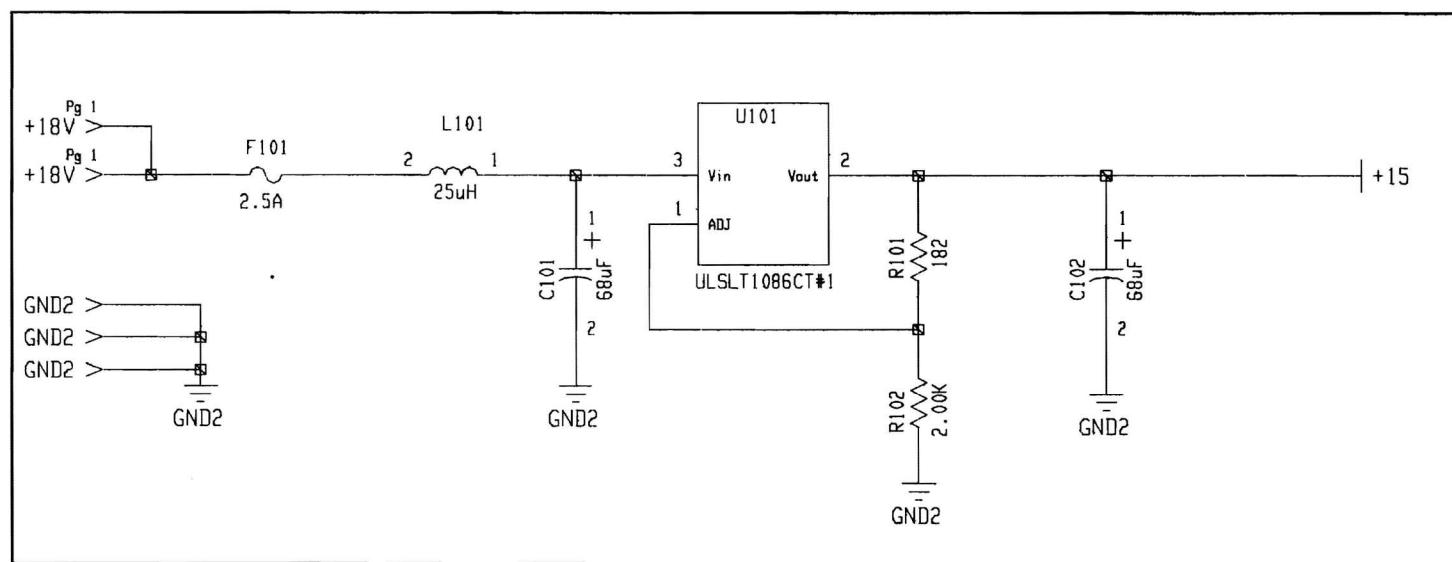 Pg 1
+18V
Pg 1
+18V
F101
2.5A
L101
2
1
25uH
U101
3
Vin
Vout
2
1
ADJ
ULSLT1086CT#1
+15
1
+
C101
68uF
2
GND2
R101
182
R102
2.00K
GND2
1
+
C102
68uF
2
GND2
GND2
GND2
GND2
GND2